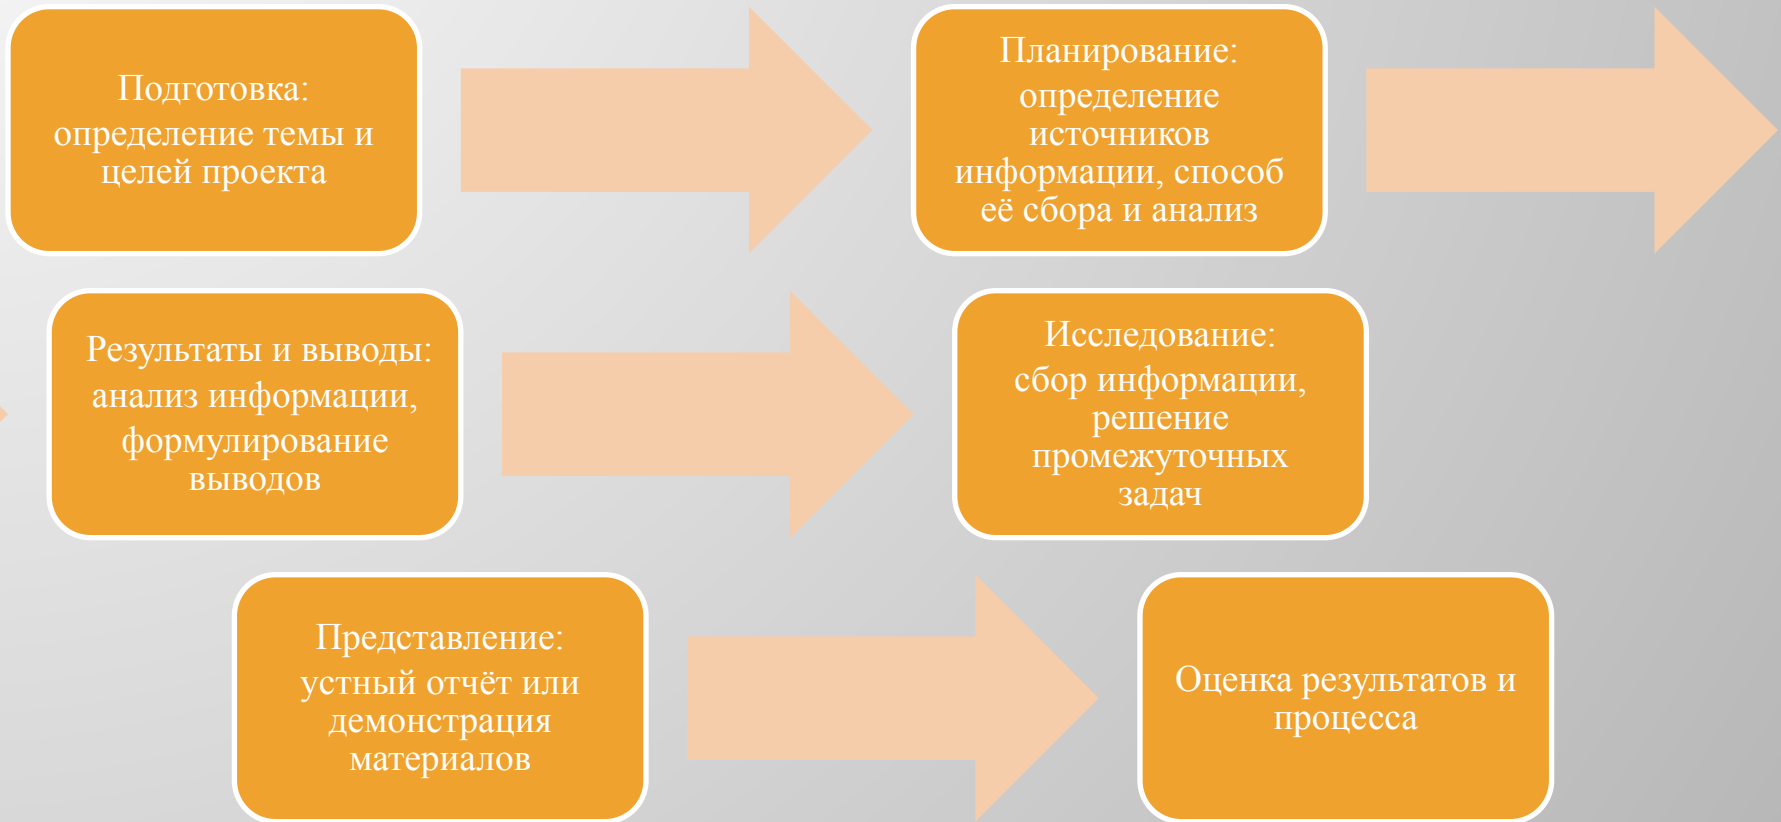 Подготовка:
определение темы и
целей проекта
Планирование:
определение
источников
информации, способ
её сбора и анализ
Результаты и выводы:
анализ информации,
формулирование
выводов
Исследование:
сбор информации,
решение
промежуточных
задач
Представление:
устный отчёт или
демонстрация
материалов
Оценка результатов и
процесса